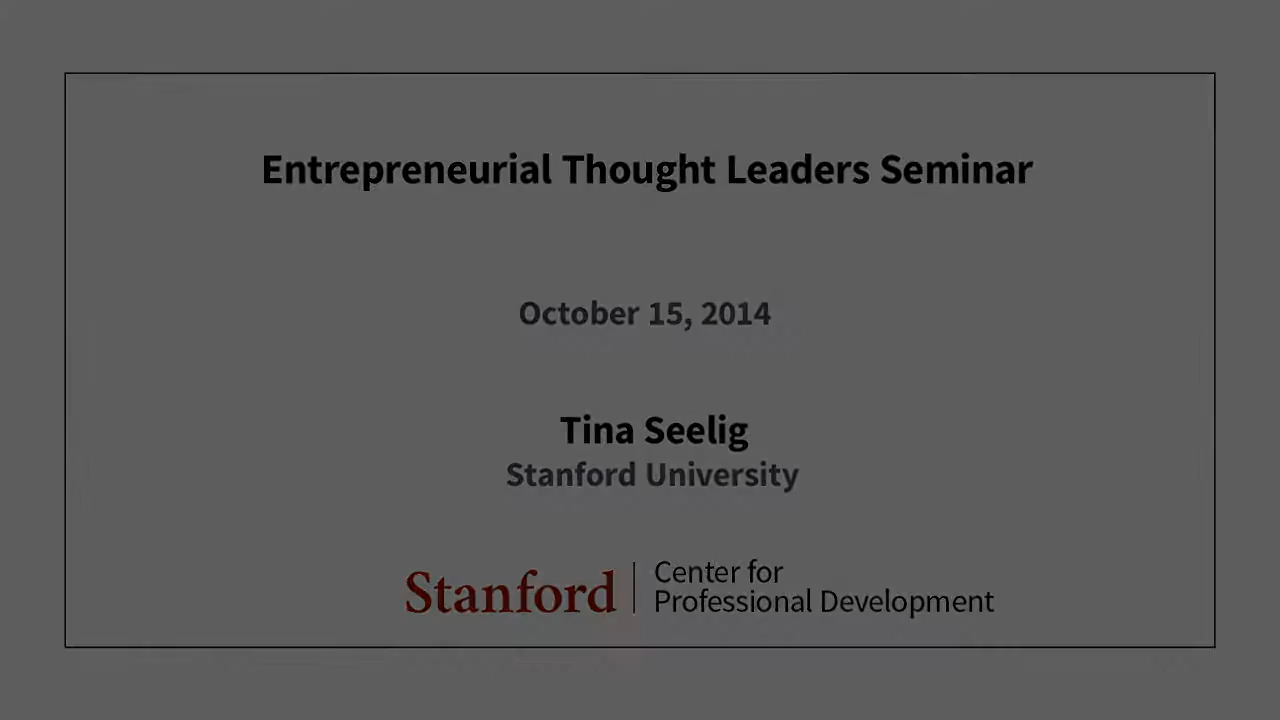 Entrepreneurial Thought Leaders Seminar
October 15, 2014
Tina Seelig
Stanford University
Stanford
Center for
Professional Development